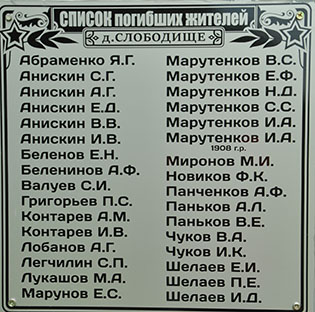 СПИСОК погибших жителей
д.СЛОБОДИЩЕ
Абраменко Я.Г.
Анискин С.Г.
Анискин А.Г.
Анискин Е.Д.
Анискин В.В.
Анискин И.В.
Беленов Е.Н.
Беленинов А.Ф.
Валуев С.И.
Григорьев П.С.
Контарев А.М.
Контарев И.В.
Лобанов А.Г.
Легчилин С.П.
Лукашов М.А.
Марунов Е.С.
Марутенков В.С.
Марутенков Е.Ф.
Марутенков Н.Д.
Марутенков С.С.
Марутенков И.А.
Марутенков И.А.
1908 г.р.
Миронов М.И.
Новиков Ф.К.
Панченков А.Ф.
Паньков А.Л.
Паньков В.Е.
Чуков В.А.
Чуков И.К.
Шелаев Е.И.
Шелаев П.Е.
Шелаев И.Д.